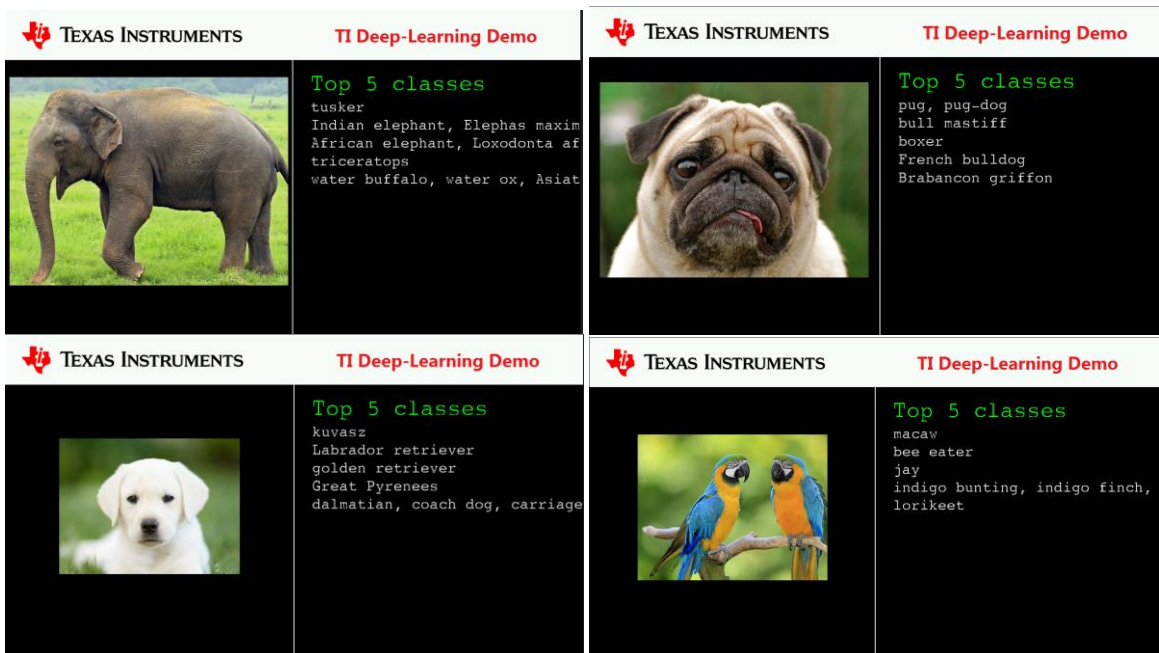 TEXAS INSTRUMENTS
TI Deep-Learning Demo
Top 5 classes
tusker
Indian elephant, Elephas maxim
African elephant, Loxodonta af
triceratops
water buffalo, water ox, Asiat
TEXAS INSTRUMENTS
TI Deep-Learning Demo
Top 5 classes
pug, pug-dog
bull mastiff
boxer
French bulldog
Brabancon griffon
TEXAS INSTRUMENTS
TI Deep-Learning Demo
Top 5 classes
kuvasz
Labrador retriever
golden retriever
Great Pyrenees
dalmatian, coach dog, carriage
TEXAS INSTRUMENTS
TI Deep-Learning Demo
Top 5 classes
macaw
bee eater
jay
indigo bunting, indigo finch,
lorikeet